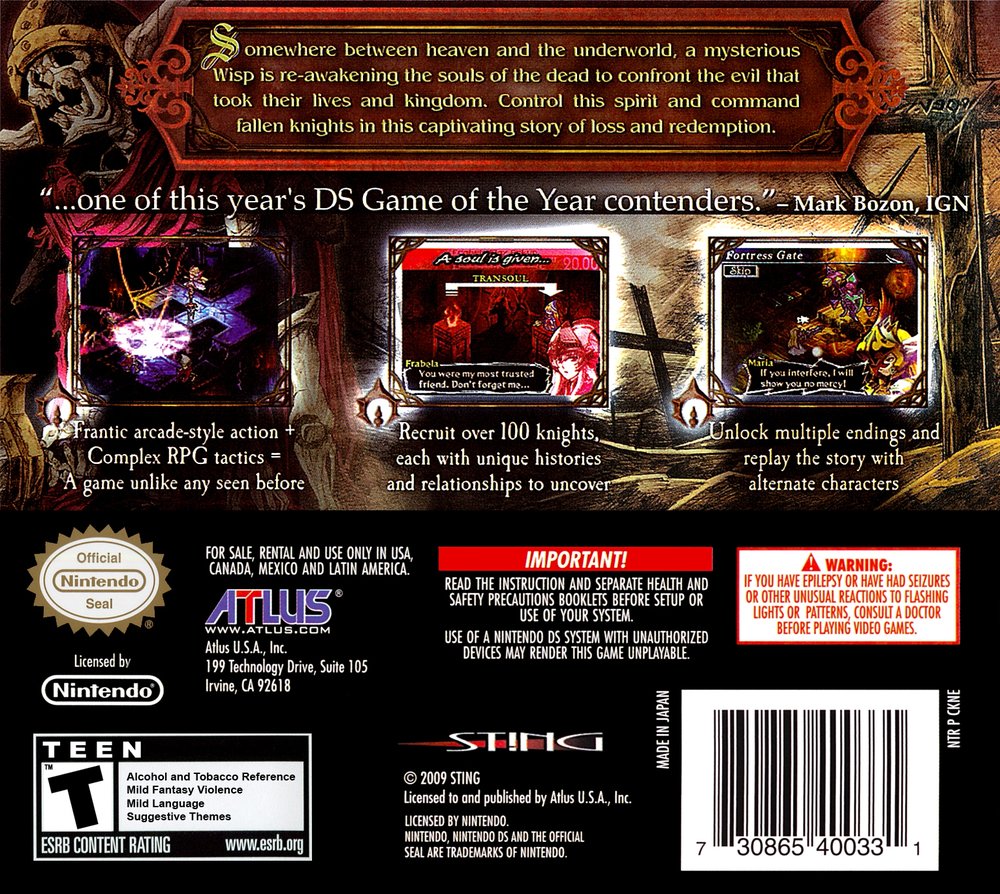 Somewhere between heaven and the underworld, a mysterious
Wisp is re-awakening the souls of the dead to confront the evil that
took their lives and kingdom. Control this spirit and command
fallen knights in this captivating story of loss and redemption.
“...one of this year's DS Game of the Year contenders.” – Mark Bozon, IGN
A soul is given...
20.00
TRANSOUL
Frabela
You were my most trusted
friend. Don't forget me...
Fortress Gate
Skip
Maria
If you interfere, I will
show you no mercy!
Frantic arcade-style action +
Complex RPG tactics =
A game unlike any seen before
Recruit over 100 knights,
each with unique histories
and relationships to uncover
Unlock multiple endings and
replay the story with
alternate characters
Official
Nintendo
Seal
®
Licensed by
Nintendo®
FOR SALE, RENTAL AND USE ONLY IN USA,
CANADA, MEXICO AND LATIN AMERICA.
ATLUS®
WWW.ATLUS.COM
Atlus U.S.A., Inc.
199 Technology Drive, Suite 105
Irvine, CA 92618
IMPORTANT!
READ THE INSTRUCTION AND SEPARATE HEALTH AND
SAFETY PRECAUTIONS BOOKLETS BEFORE SETUP OR
USE OF YOUR SYSTEM.
USE OF A NINTENDO DS SYSTEM WITH UNAUTHORIZED
DEVICES MAY RENDER THIS GAME UNPLAYABLE.
WARNING:
IF YOU HAVE EPILEPSY OR HAVE HAD SEIZURES
OR OTHER UNUSUAL REACTIONS TO FLASHING
LIGHTS OR PATTERNS, CONSULT A DOCTOR
BEFORE PLAYING VIDEO GAMES.
TEEN
T
TM
Alcohol and Tobacco Reference
Mild Fantasy Violence
Mild Language
Suggestive Themes
ESRB CONTENT RATING www.esrb.org
STING
© 2009 STING
Licensed to and published by Atlus U.S.A., Inc.
LICENSED BY NINTENDO.
NINTENDO, NINTENDO DS AND THE OFFICIAL
SEAL ARE TRADEMARKS OF NINTENDO.
MADE IN JAPAN
NTR P CKNE
7 30865 40033 1